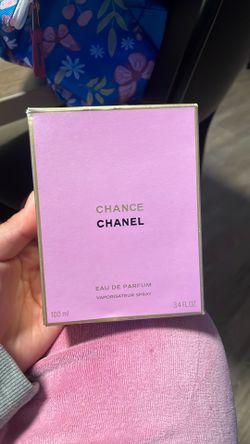 CHANCE
CHANEL
EAU DE PARFUM
VAPORISATEUR SPRAY
100 ml 3.4 FL. OZ.